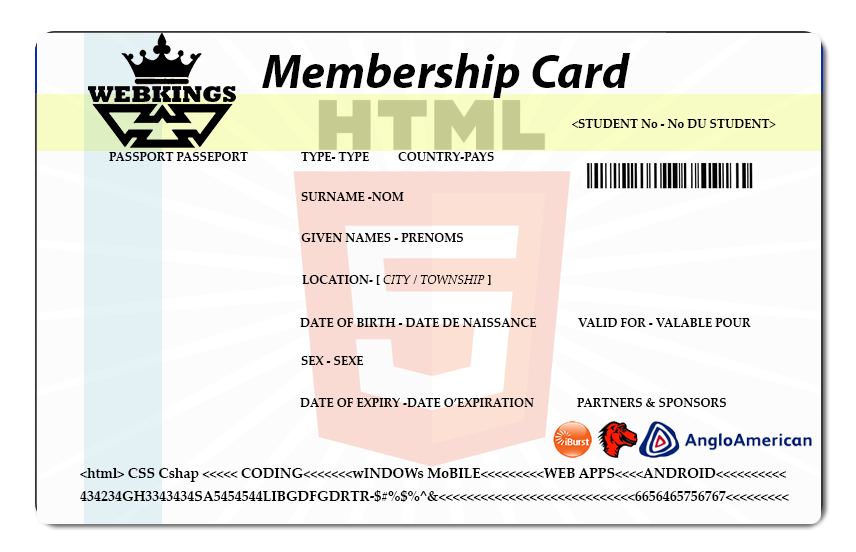 Membership Card
WEBKINGS
HTML
<STUDENT No - No DU STUDENT>
PASSPORT PASSEPORT
TYPE- TYPE COUNTRY-PAYS
SURNAME -NOM
GIVEN NAMES - PRENOMS
LOCATION- [ CITY / TOWNSHIP ]
DATE OF BIRTH - DATE DE NAISSANCE VALID FOR - VALABLE POUR
SEX - SEXE
DATE OF EXPIRY -DATE O'EXPIRATION PARTNERS & SPONSORS
iBurst AngloAmerican
<html> CSS Cshap <<<<< CODING<<<<<<<wINDOWs MoBILE<<<<<<<<<WEB APPS<<<<ANDROID<<<<<<<<<<
434234GH3343434SA5454544LIBGDFGDRTR-$#%$%^&<<<<<<<<<<<<<<<<<<<<<<<<<<<<6656465756767<<<<<<<<<